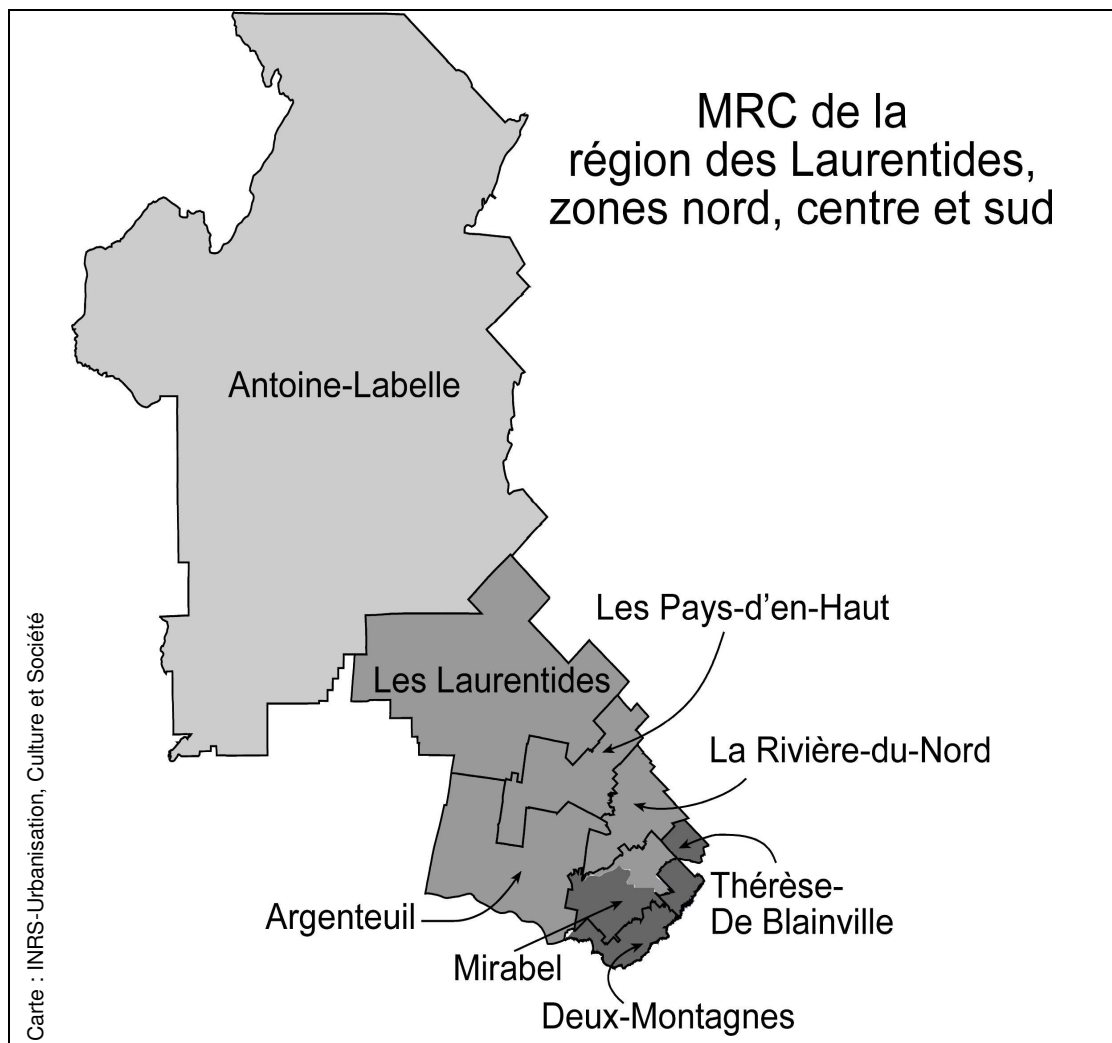 MRC de la
région des Laurentides,
zones nord, centre et sud
Antoine-Labelle
Les Pays-d'en-Haut
Les Laurentides
La Rivière-du-Nord
Thérèse-
De Blainville
Argenteuil
Mirabel
Deux-Montagnes
Carte : INRS-Urbanisation, Culture et Société